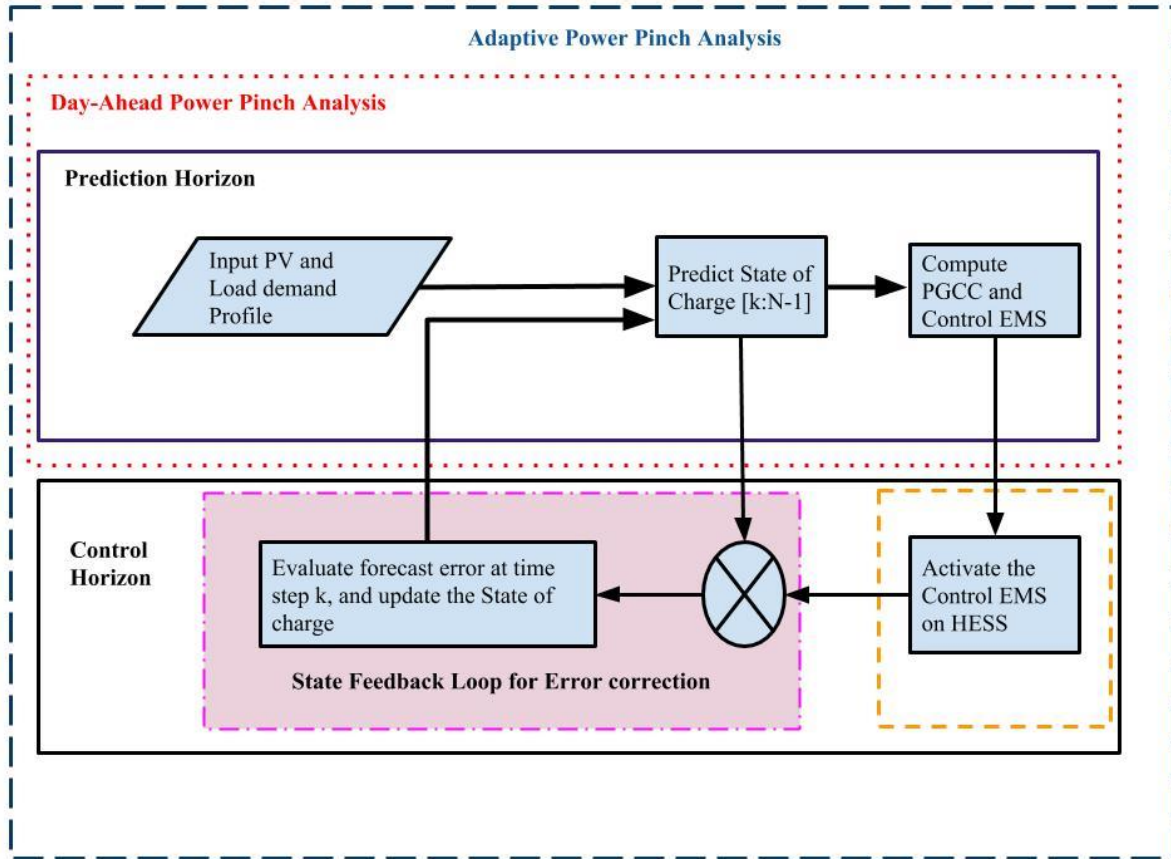 Adaptive Power Pinch Analysis
Day-Ahead Power Pinch Analysis
Prediction Horizon
Input PV and
Load demand
Profile
Predict State of
Charge [k:N-1]
Compute
PGCC and
Control EMS
Control
Horizon
Evaluate forecast error at time
step k, and update the State of
charge
Activate the
Control EMS
on HESS
State Feedback Loop for Error correction